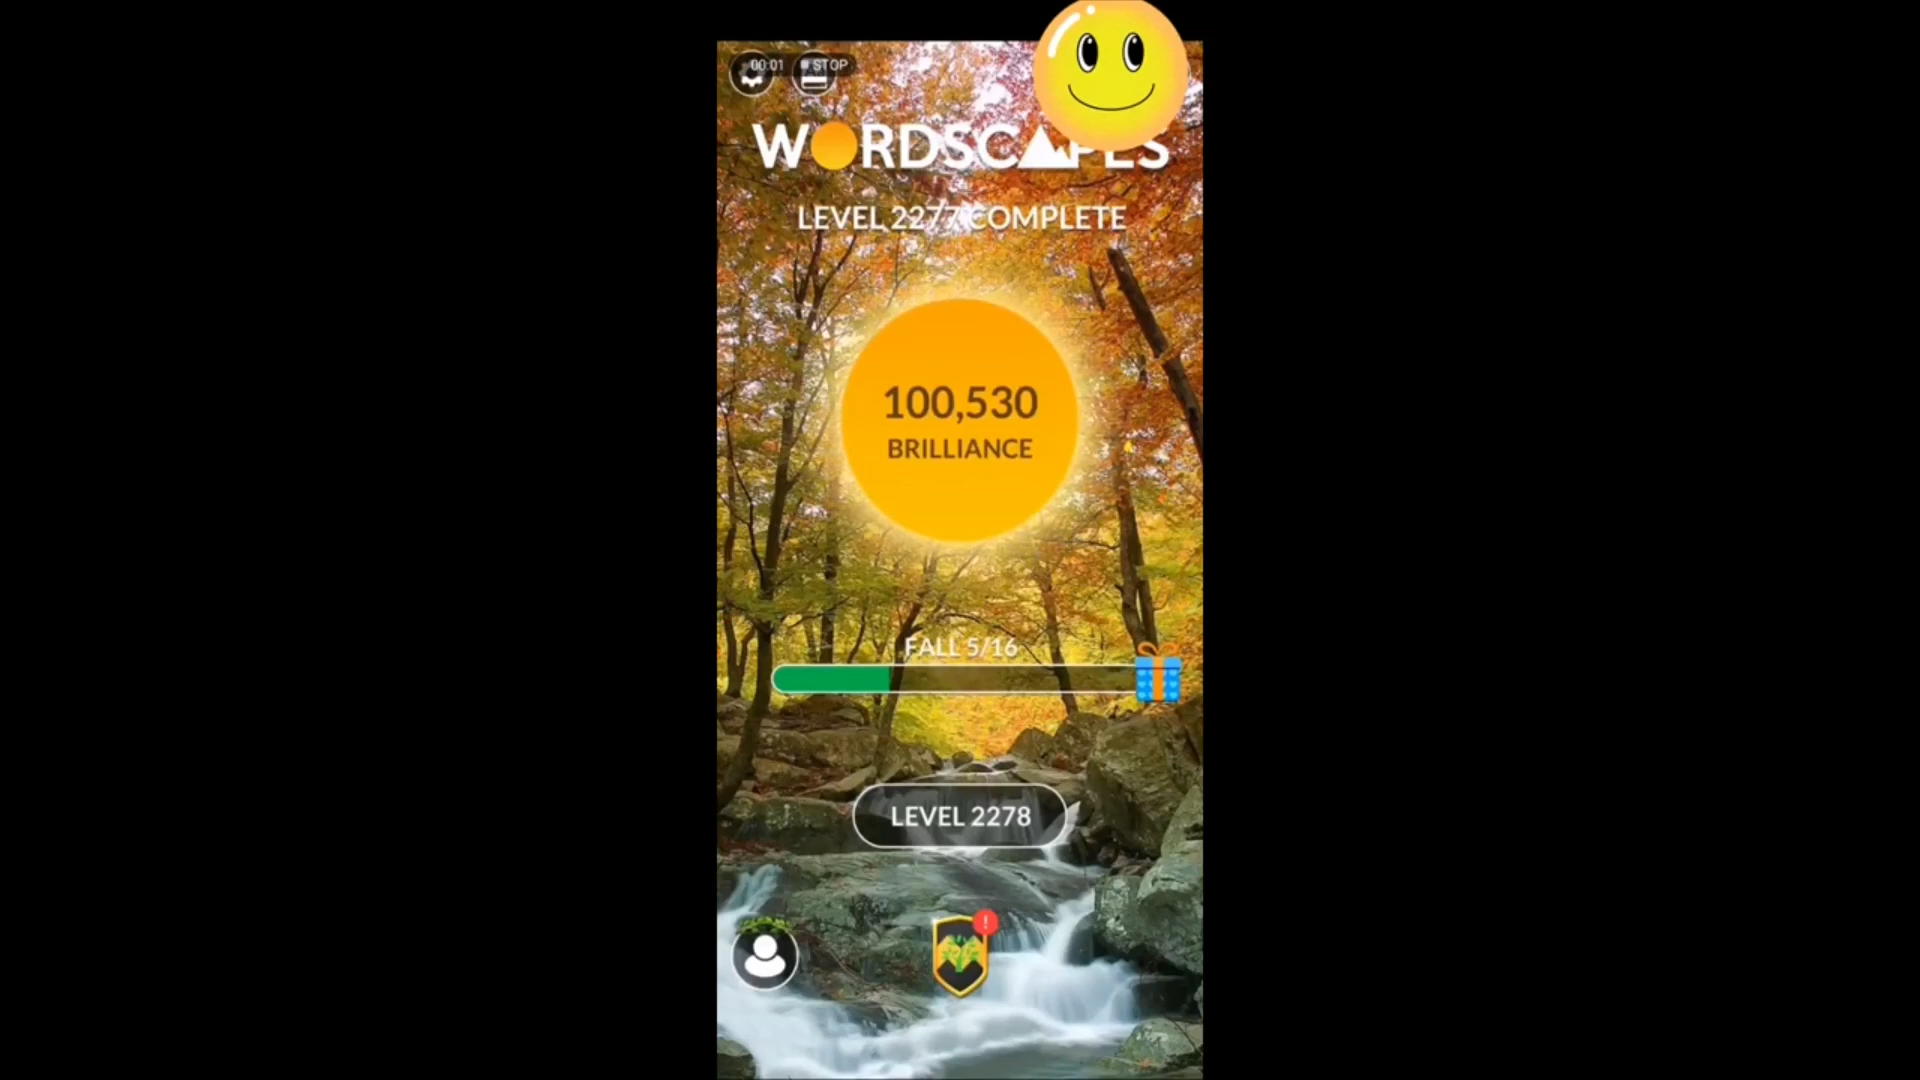 00:01 STOP
WORDSCAPES
LEVEL 2277 COMPLETE
100,530
BRILLIANCE
FALL 5/16
LEVEL 2278
!